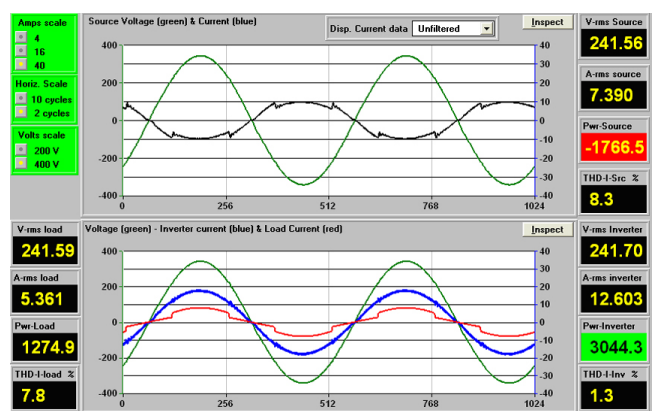 Amps scale
4
16
40
Horiz. Scale
10 cycles
2 cycles
Volts scale
200 V
400 V
Source Voltage (green) & Current (blue)
Disp. Current data Unfiltered
Inspect
400 40
30
200 20
10
0 0
-10
-200 -20
-30
-400 -40
0 256 512 768 1024
V-rms Source
241.56
A-rms source
7.390
Pwr-Source
-1766.5
THD-I-Src %
8.3
V-rms load
241.59
A-rms load
5.361
Pwr-Load
1274.9
THD-I-load %
7.8
Voltage (green) - Inverter current (blue) & Load Current (red)
Inspect
400 40
30
200 20
10
0 0
-10
-200 -20
-30
-400 -40
0 256 512 768 1024
V-rms Inverter
241.70
A-rms inverter
12.603
Pwr-Inverter
3044.3
THD-I-Inv %
1.3